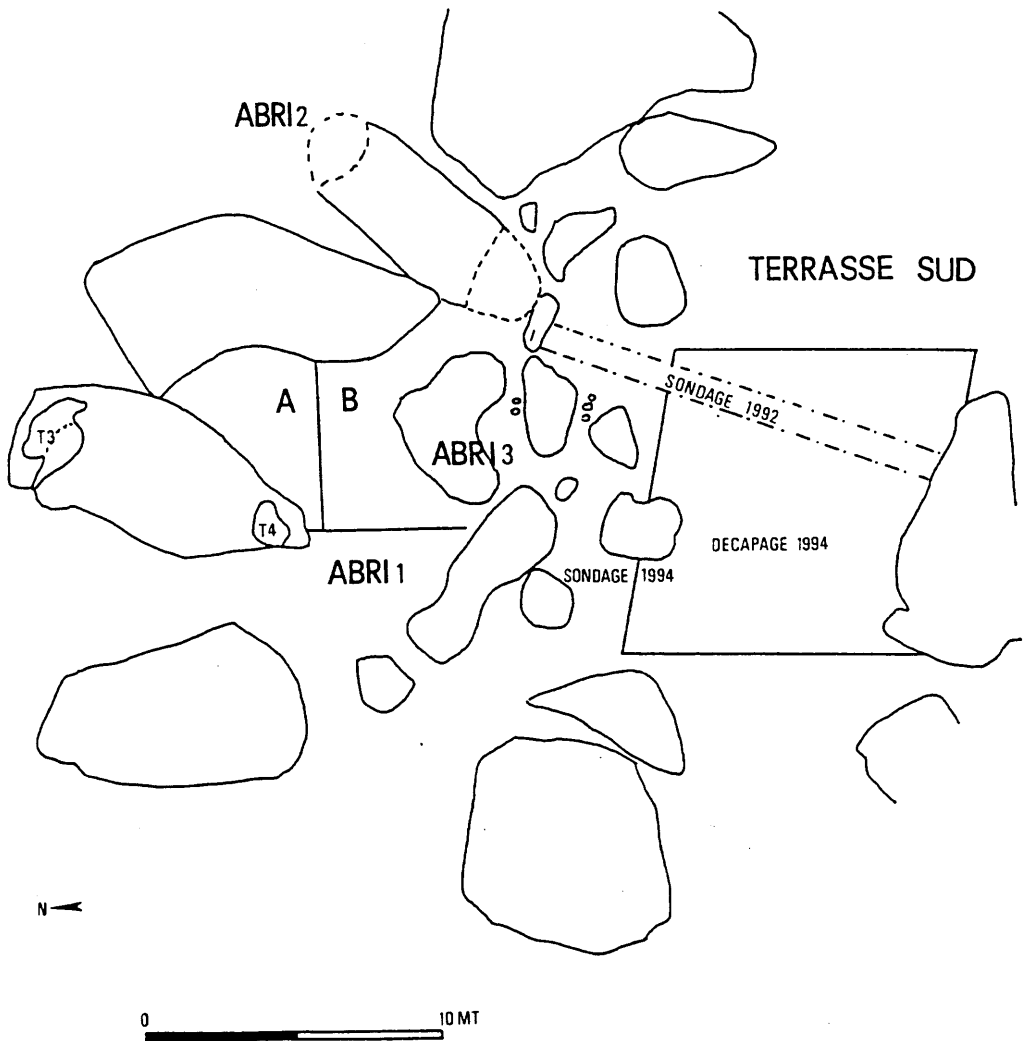 ABRI 2
TERRASSE SUD
SONDAGE 1992
A B
T3
ABRI 3
T4
DECAPAGE 1994
ABRI 1
SONDAGE 1994
N
0 10 MT